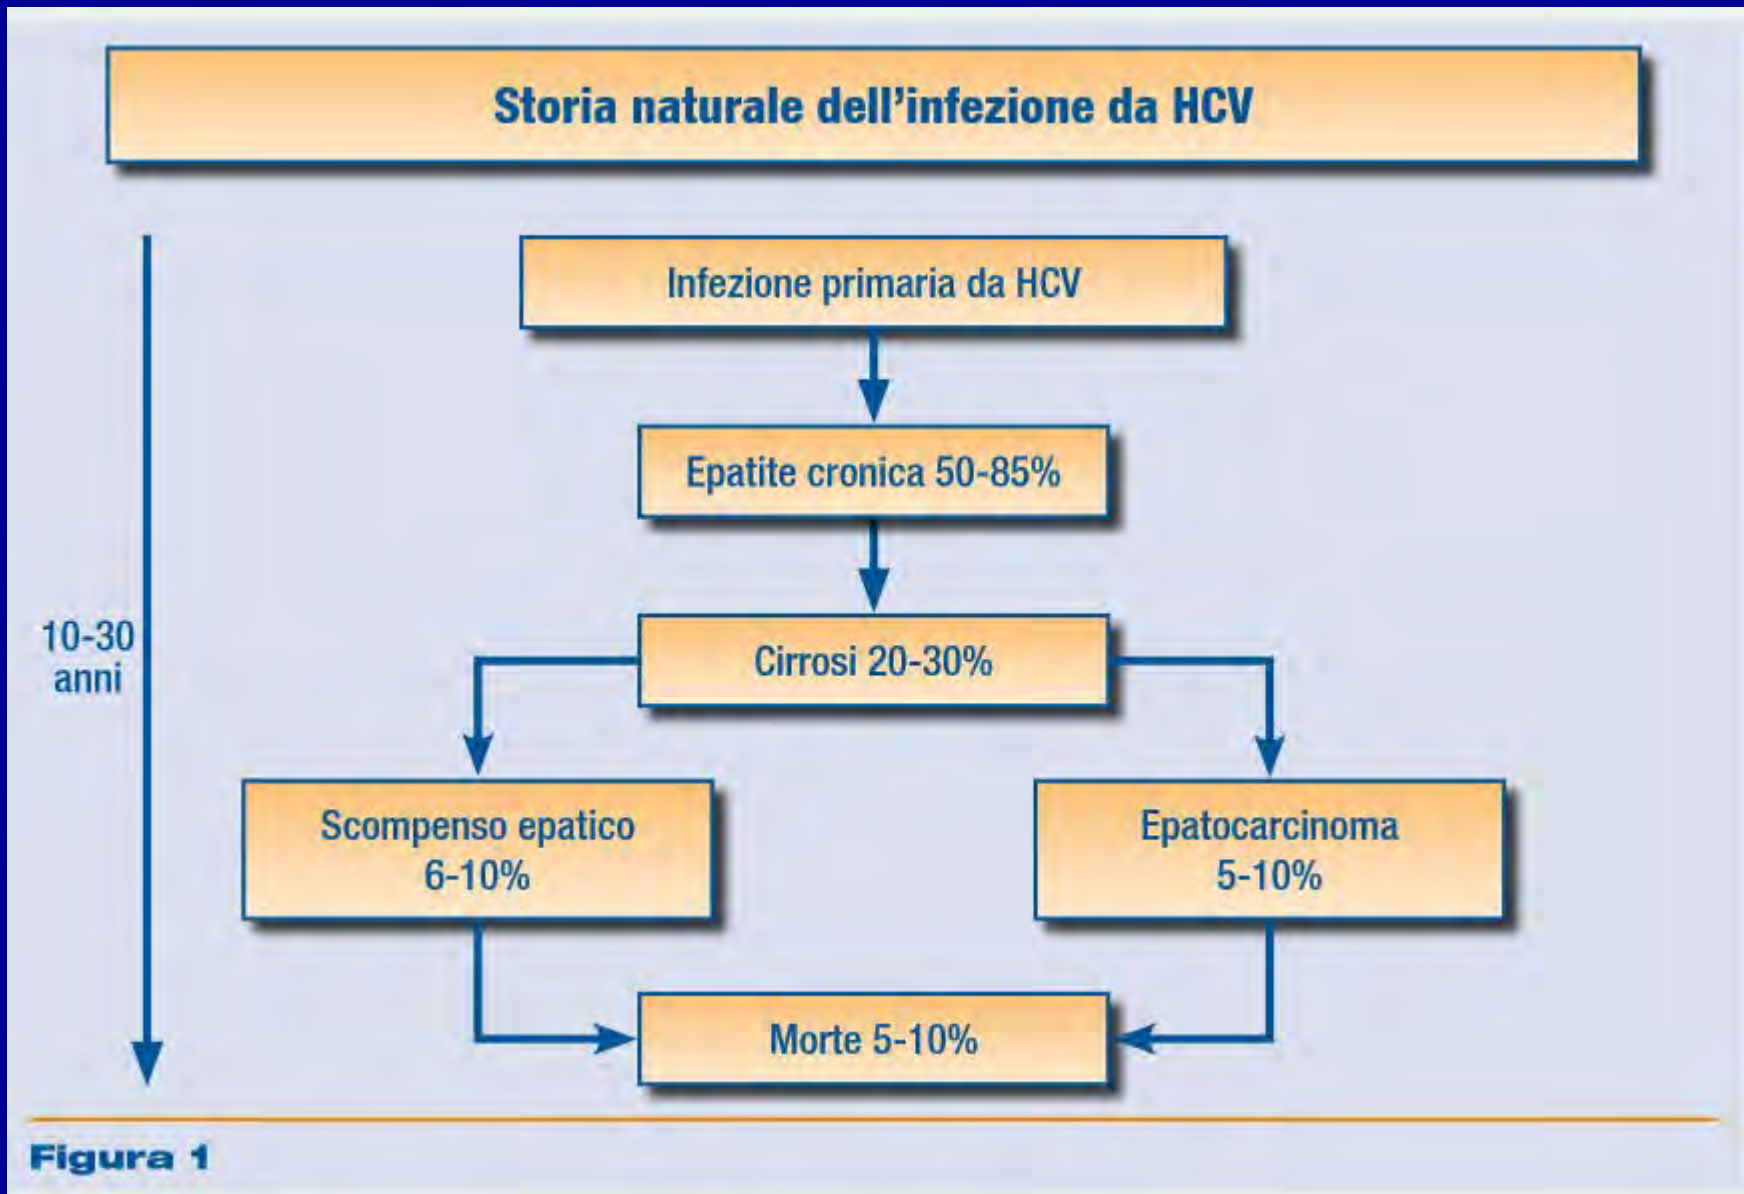 Storia naturale dell’infezione da HCV
Infezione primaria da HCV
Epatite cronica 50-85%
10-30
anni
Cirrosi 20-30%
Scompenso epatico
6-10%
Epatocarcinoma
5-10%
Morte 5-10%
Figura 1